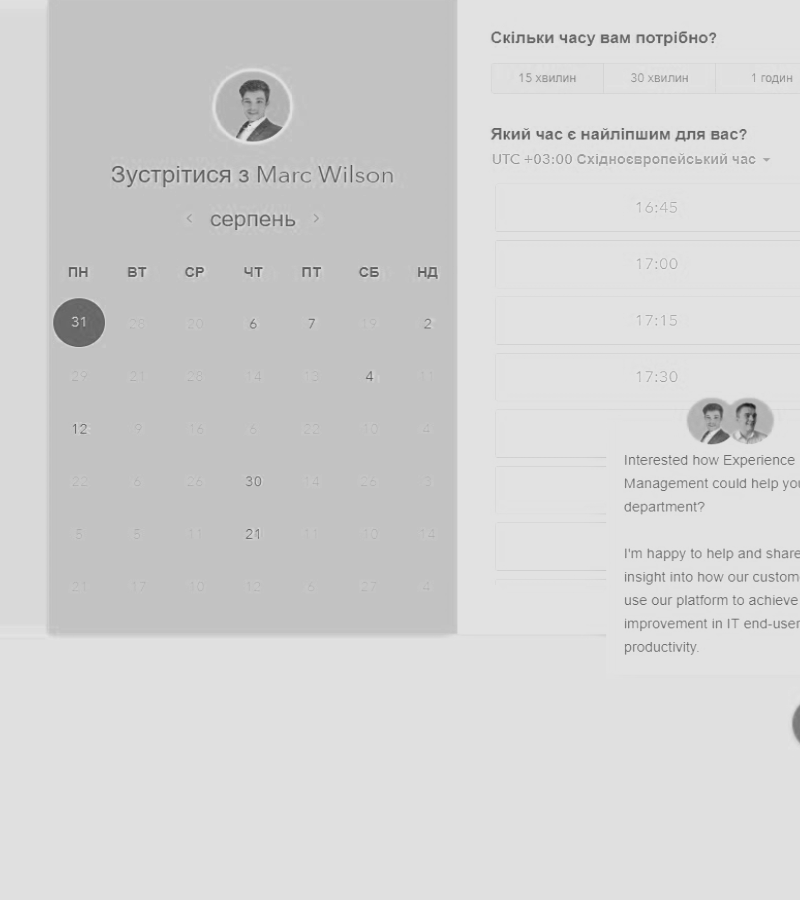 Скільки часу вам потрібно?
15 хвилин 30 хвилин 1 годин
Який час є найліпшим для вас?
UTC +03:00 Східноєвропейський час
Зустрітися з Marc Wilson
серпень
ПН ВТ СР ЧТ ПТ СБ НД
31 28 20 6 7 19 2
29 21 28 14 13 4 11
12 9 16 6 22 10 4
22 6 26 30 14 26 3
5 8 11 21 11 10 14
21 17 10 12 6 27 4
16:45
17:00
17:15
17:30
Interested how Experience
Management could help
department?
I'm happy to help and share
insight into how our
use our platform to achieve
improvement in IT
productivity.